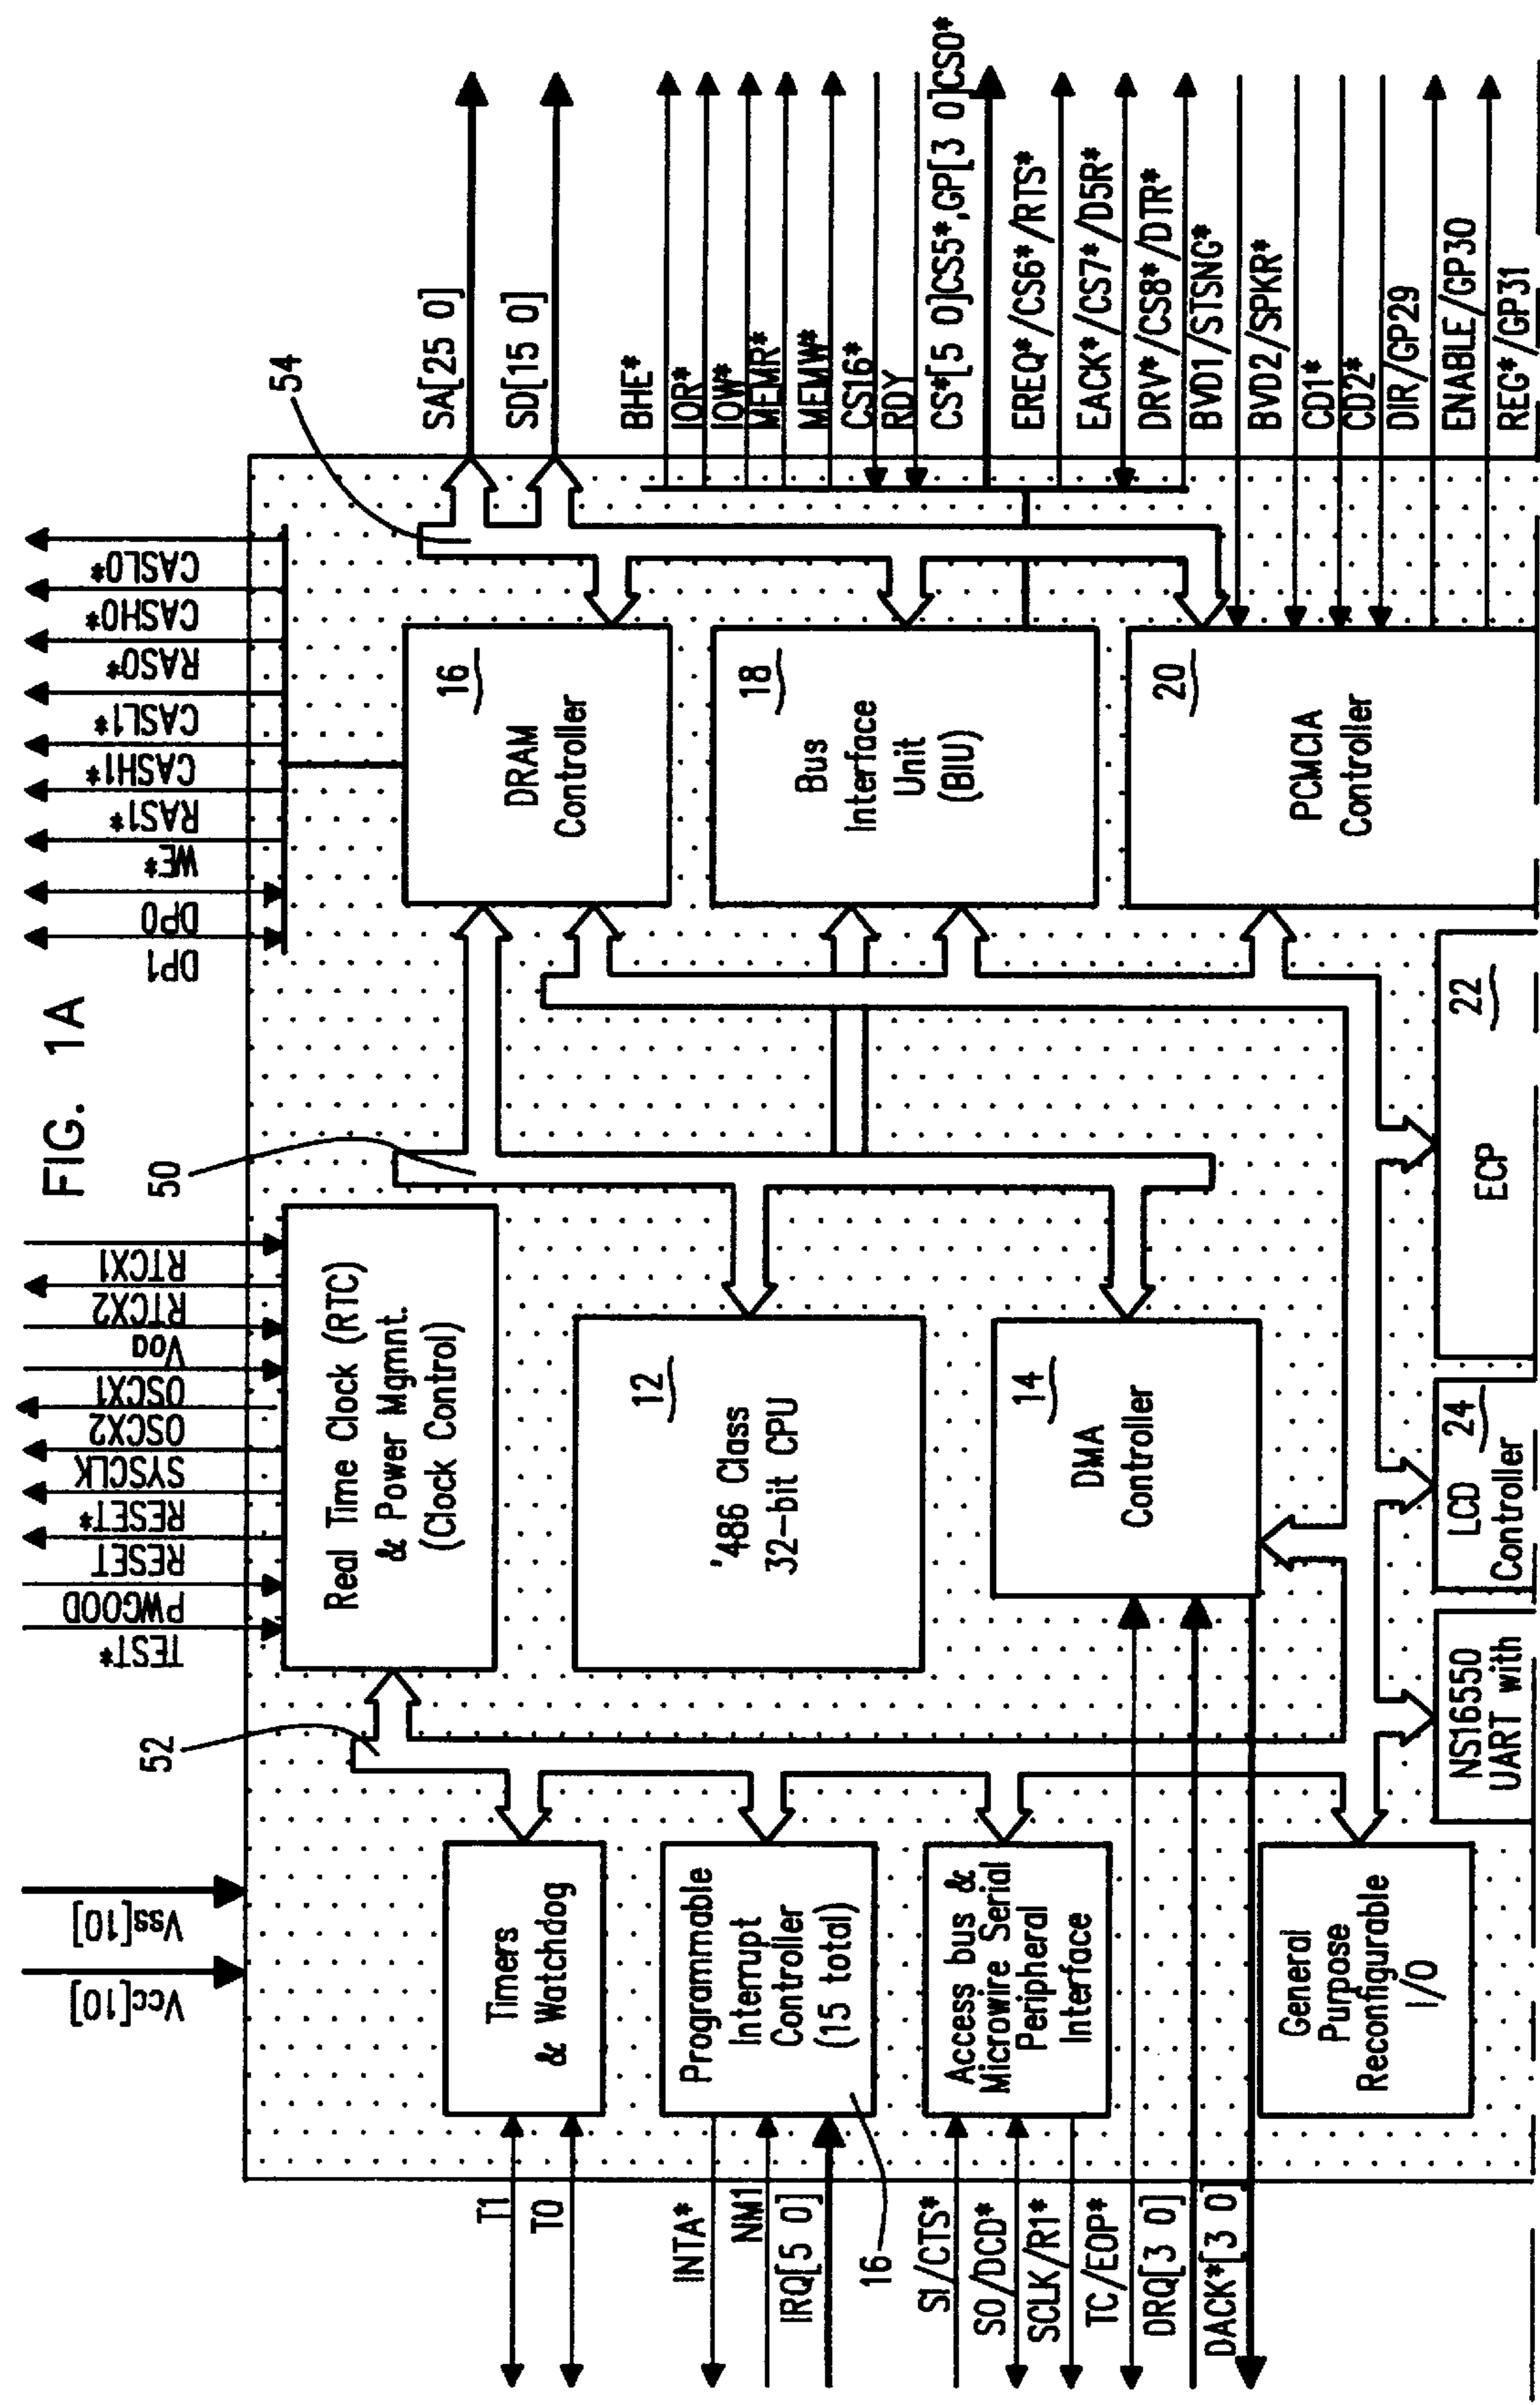 FIG. 1A
Vcc[10]
Vss[10]
TEST*
PWGOOD
RESET
RESET*
SYSCLK
OSCX2
OSCX1
RTCX2
RTCX1
DP1
DP0
WE*
RAS1*
CASH1*
CASL1*
RAS0*
CASH0*
CASL0*
52
50
54
T1
T0
INTA*
NM1
IRQ[5 0]
16
SI/CTS*
SO/DCD*
SCLK/R1*
TC/EOP*
DRQ[3 0]
DACK*[3 0]
Timers
& Watchdog
Programmable
Interrupt
Controller
(15 total)
Access bus &
Microwire Serial
Peripheral
Interface
General
Purpose
Reconfigurable
I/O
Real Time Clock (RTC)
& Power Mgmnt.
(Clock Control)
12
'486 Class
32-bit CPU
14
DMA
Controller
NS16550
UART with
LCD 24
Controller
22
ECP
16
DRAM
Controller
18
Bus
Interface
Unit
(BIU)
20
PCMCIA
Controller
SA[25 0]
SD[15 0]
BHE*
IOR*
IOW*
MEMR*
MEMW*
CS16*
RDY
CS*[5 0]CS5*,GP[3 0]CS0*
EREQ*/CS6*/RTS*
EACK*/CS7*/D5R*
DRV*/CS8*/DTR*
BVD1/STSNG*
BVD2/SPKR*
CD1*
CD2*
DIR/GP29
ENABLE/GP30
REG*/GP31